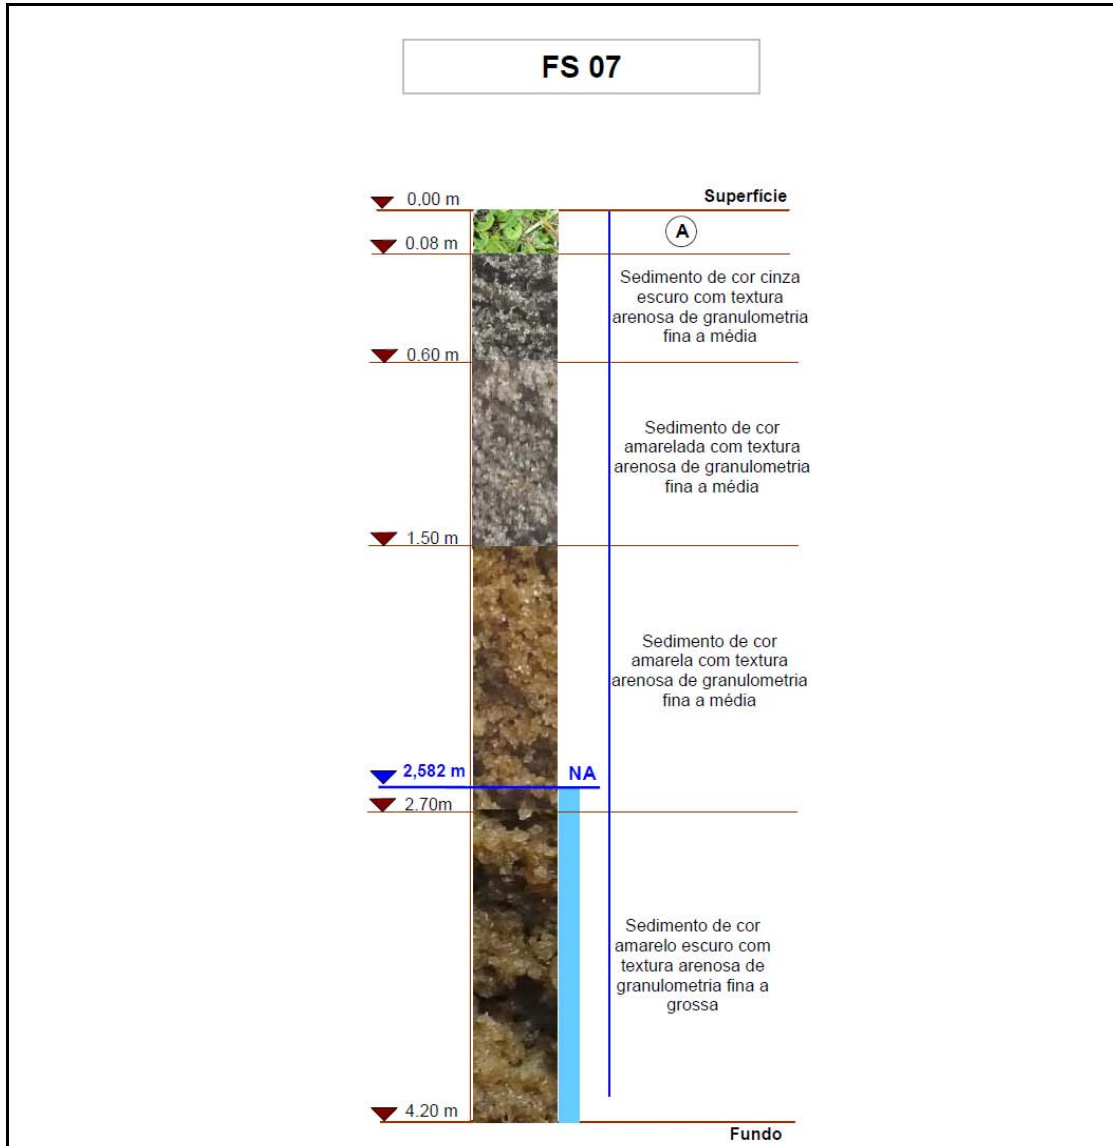 FS 07
0.00 m
Superfície
A
0.08 m
Sedimento de cor cinza
escuro com textura
arenosa de granulometria
fina a média
0.60 m
Sedimento de cor
amarelada com textura
arenosa de granulometria
fina a média
1.50 m
Sedimento de cor
amarela com textura
arenosa de granulometria
fina a média
2,582 m
NA
2.70m
Sedimento de cor
amarelo escuro com
textura arenosa de
granulometria fina a
grossa
4.20 m
Fundo